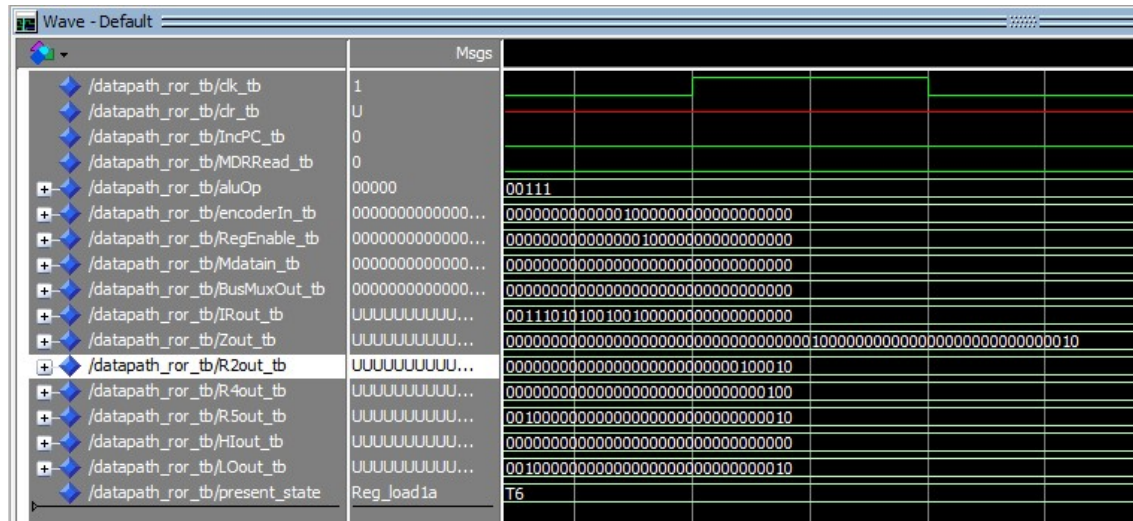 Wave - Default
Msgs
/datapath_ror_tb/clk_tb 1
/datapath_ror_tb/clr_tb U
/datapath_ror_tb/IncPC_tb 0
/datapath_ror_tb/MDRRead_tb 0
/datapath_ror_tb/aluOp 00000 00111
/datapath_ror_tb/encoderIn_tb 0000000000000... 00000000000001000000000000000000
/datapath_ror_tb/RegEnable_tb 0000000000000... 00000000000000010000000000000000
/datapath_ror_tb/Mdatain_tb 0000000000000... 00000000000000000000000000000000
/datapath_ror_tb/BusMuxOut_tb 0000000000000... 00000000000000000000000000000000
/datapath_ror_tb/IRout_tb UUUUUUUUUU... 00111010100100100000000000000000
/datapath_ror_tb/Zout_tb UUUUUUUUUU... 0000000000000000000000000000000000100000000000000000000000000010
/datapath_ror_tb/R2out_tb UUUUUUUUUU... 00000000000000000000000000100010
/datapath_ror_tb/R4out_tb UUUUUUUUUU... 00000000000000000000000000000100
/datapath_ror_tb/R5out_tb UUUUUUUUUU... 00100000000000000000000000000010
/datapath_ror_tb/HIout_tb UUUUUUUUUU... 00000000000000000000000000000000
/datapath_ror_tb/LOout_tb UUUUUUUUUU... 00100000000000000000000000000010
/datapath_ror_tb/present_state Reg_load1a T6